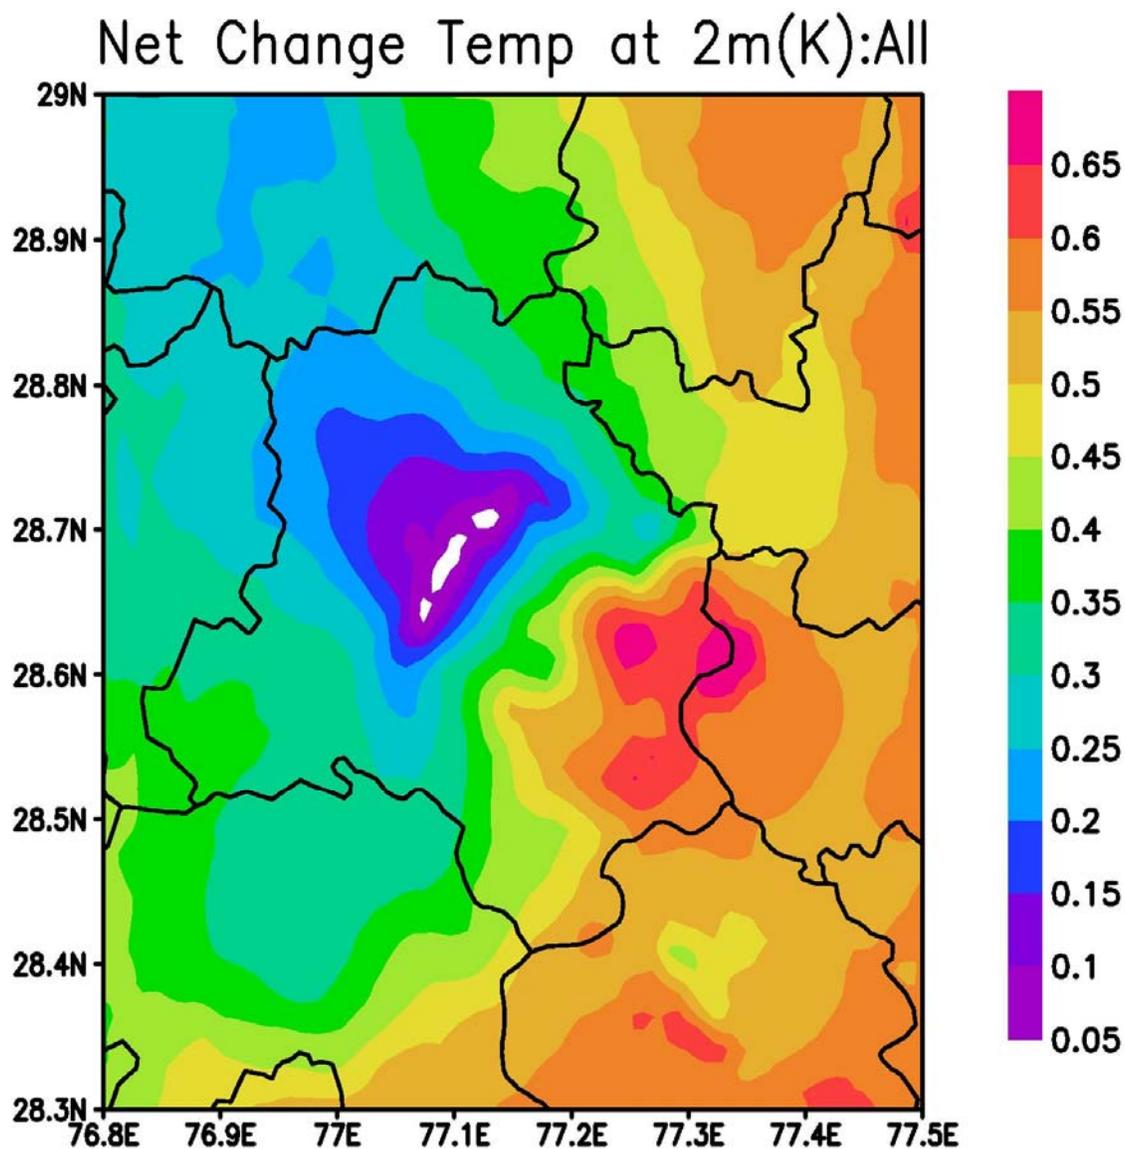 Net Change Temp at 2m(K):All
29N
28.9N
28.8N
28.7N
28.6N
28.5N
28.4N
28.3N
76.8E 76.9E 77E 77.1E 77.2E 77.3E 77.4E 77.5E
0.65
0.6
0.55
0.5
0.45
0.4
0.35
0.3
0.25
0.2
0.15
0.1
0.05